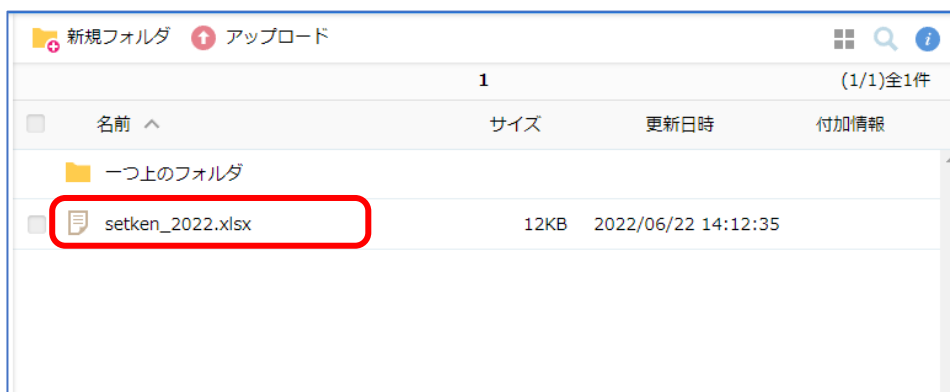 新規フォルダ アップロード
1 (1/1)全1件
名前 サイズ 更新日時 付加情報
一つ上のフォルダ
setken_2022.xlsx 12KB 2022/06/22 14:12:35